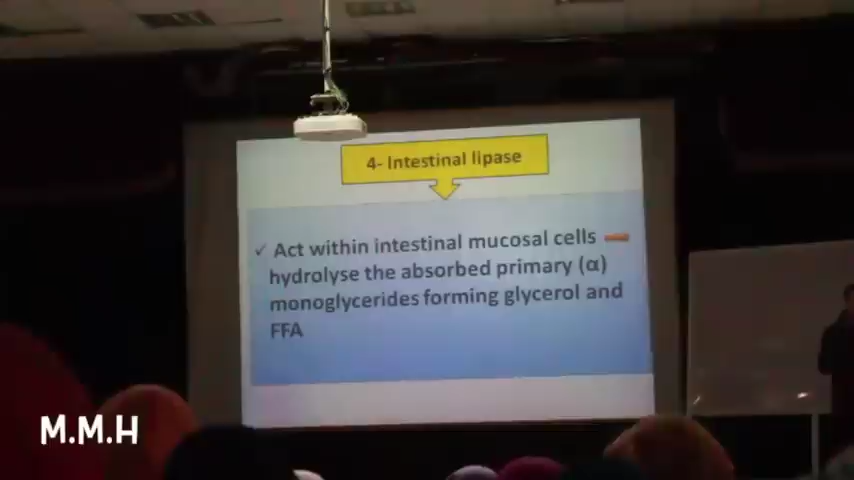 4- Intestinal lipase
✓ Act within intestinal mucosal cells
hydrolyse the absorbed primary (α)
monoglycerides forming glycerol and
FFA
M.M.H